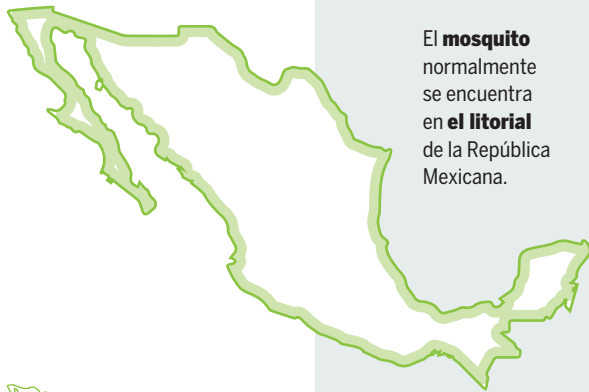 El mosquito
normalmente
se encuentra
en el litorial
de la República
Mexicana.